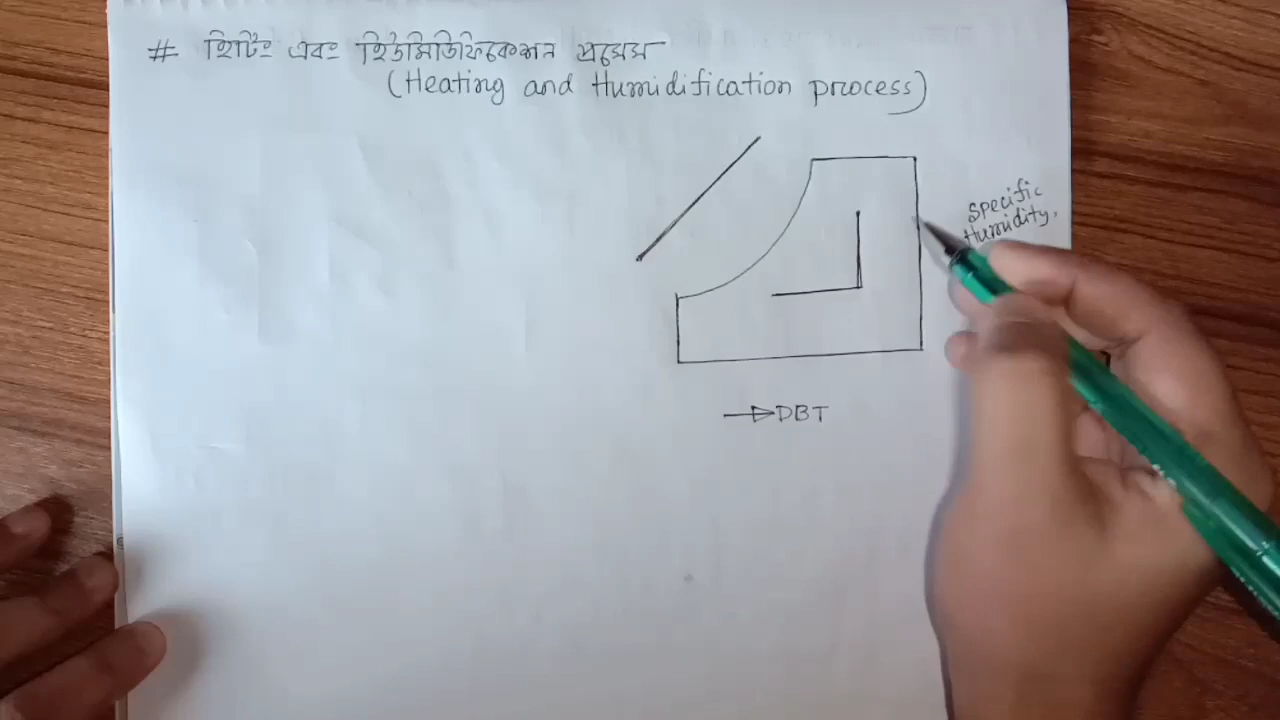 # হিটিং এবং হিউমিডিফিকেশন প্রসেস
(Heating and Humidification process)
Specific
Humidity,
DBT